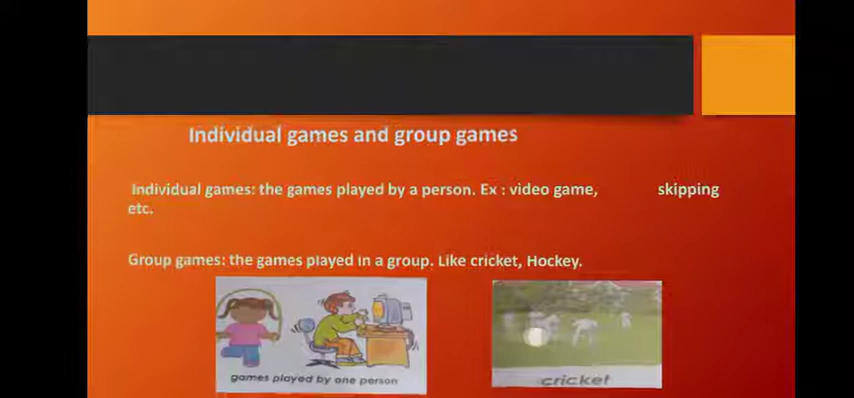 Individual games and group games
Individual games: the games played by a person. Ex : video game, skipping
etc.
Group games: the games played in a group. Like cricket, Hockey.
games played by one person
cricket